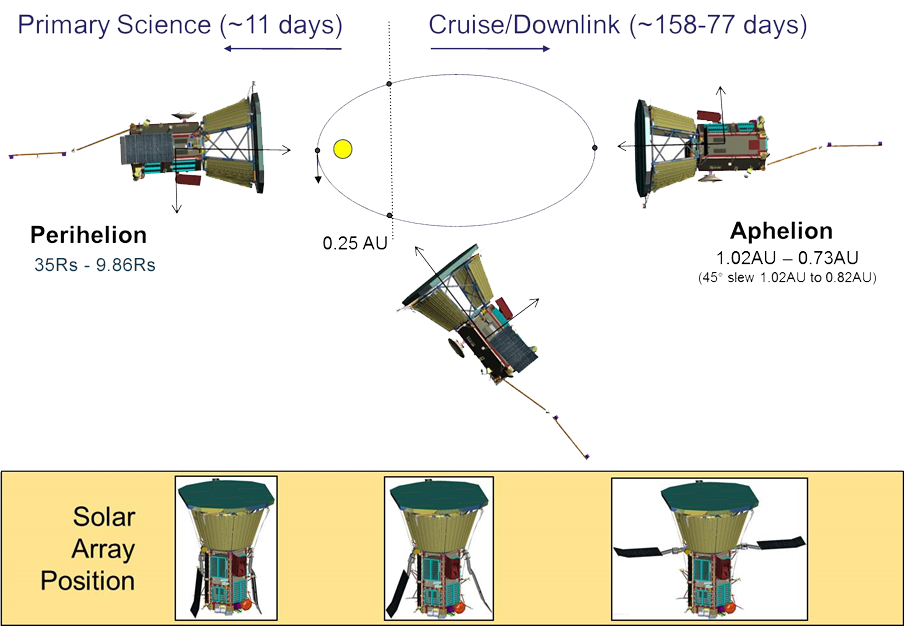 Primary Science (~11 days)
Cruise/Downlink (~158-77 days)
Perihelion
35Rs - 9.86Rs
0.25 AU
Aphelion
1.02AU – 0.73AU
(45° slew 1.02AU to 0.82AU)
Solar
Array
Position